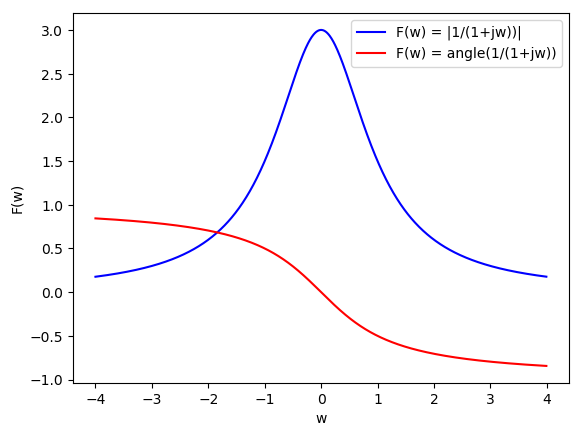 F(w) = |1/(1+jw))|
F(w) = angle(1/(1+jw))
3.0
2.5
2.0
1.5
1.0
0.5
0.0
−0.5
−1.0
F(w)
−4 −3 −2 −1 0 1 2 3 4
w